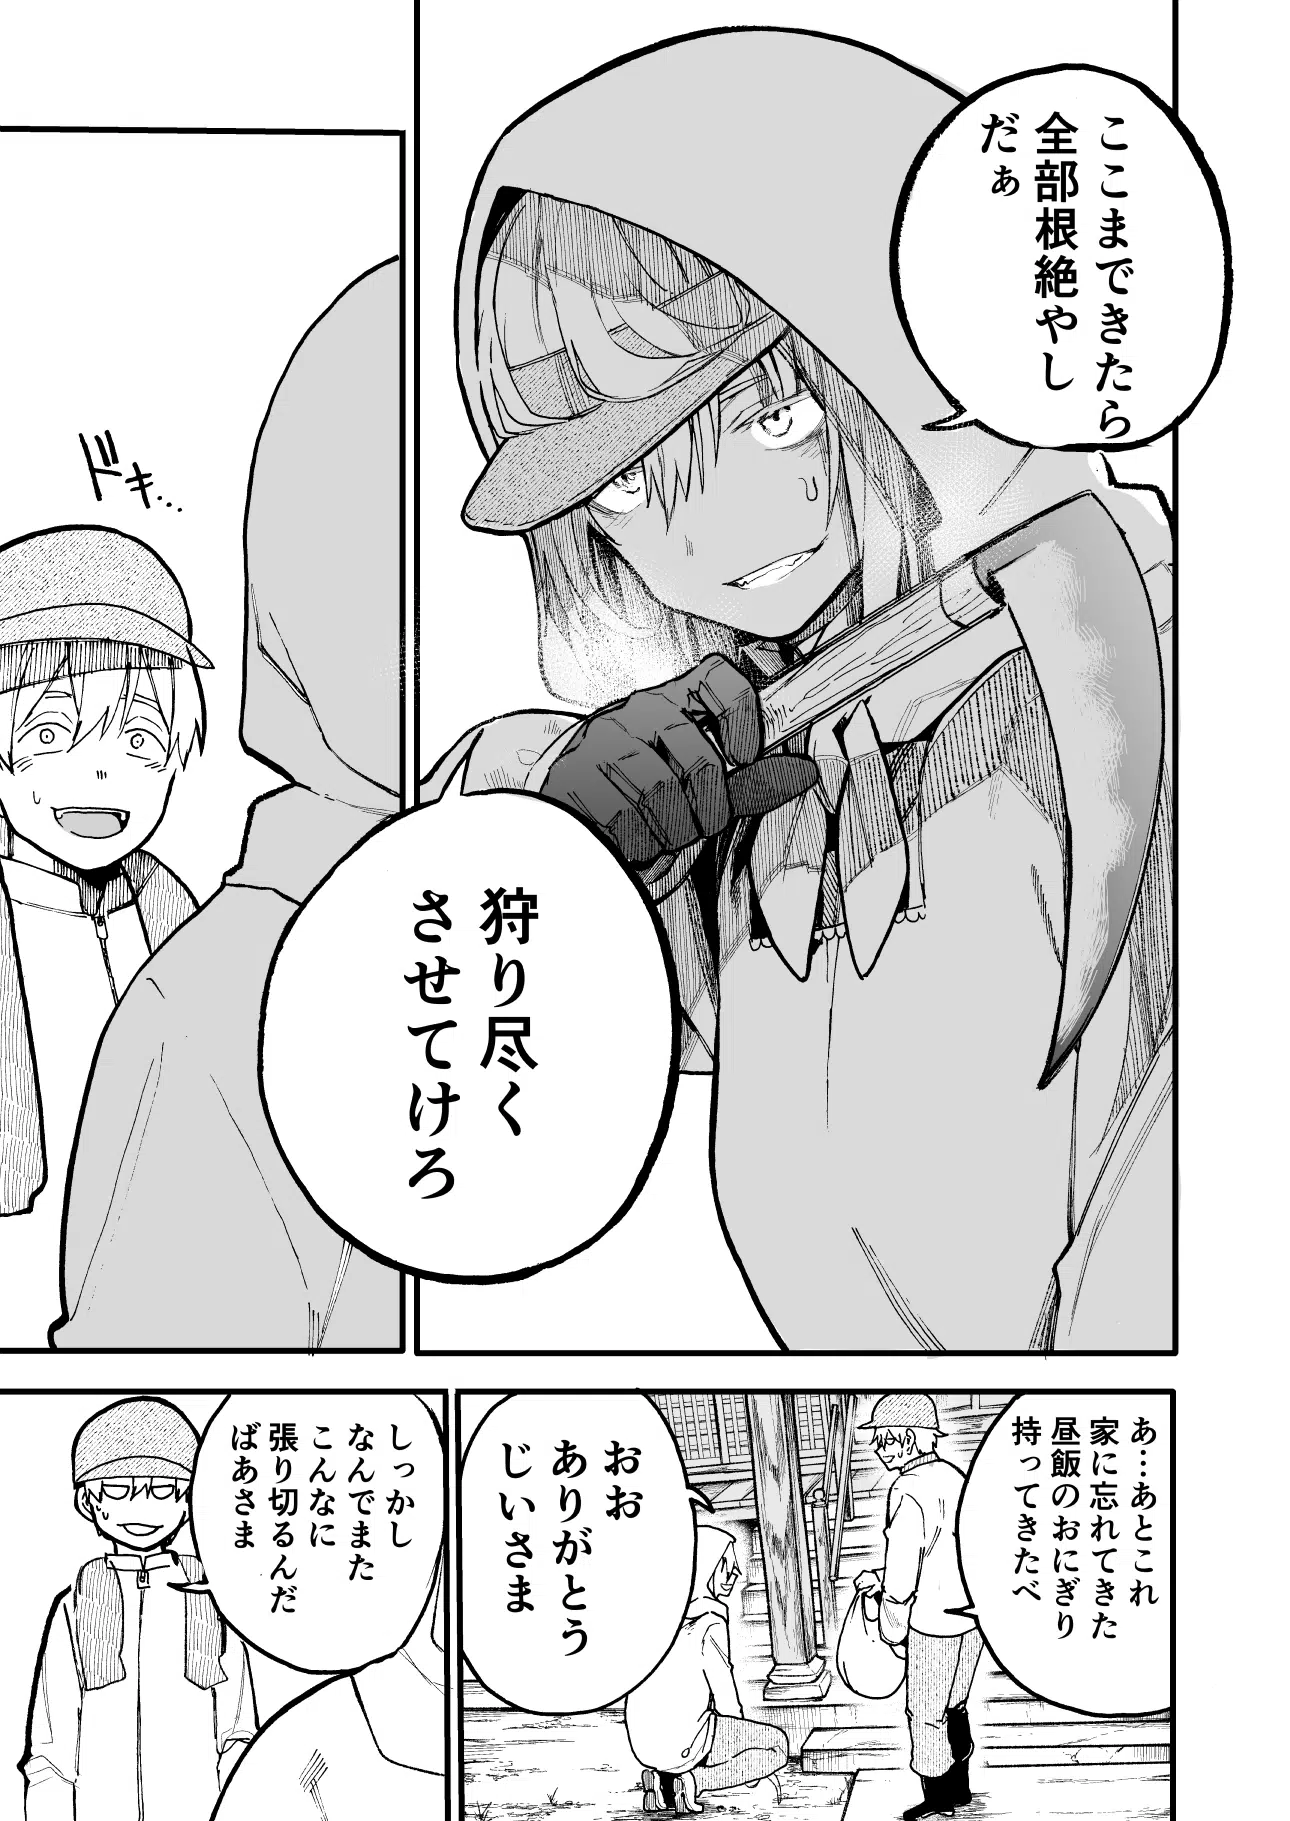 ここまできたら
全部根絶やし
だぁ
狩り尽く
させてけろ
ドキ…
あ…あとこれ
家に忘れてきた
昼飯のおにぎり
持ってきたべ
おお
ありがとう
じいさま
しっかし
なんでまた
こんなに
張り切るんだ
ばあさま